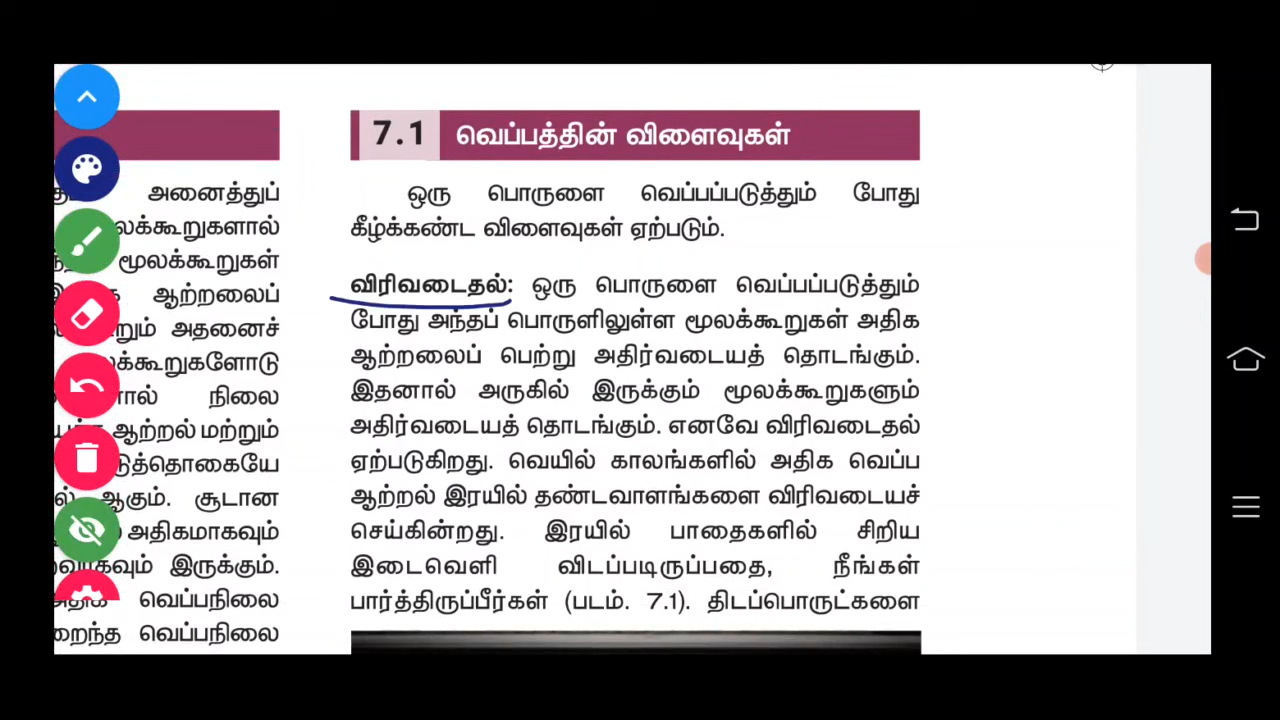 அனைத்துப்
மூலக்கூறுகள்
ஆற்றலைப்
அதனைச்
நிலை
ஆற்றல் மற்றும்
ஆகும். சூடான
அதிகமாகவும்
இருக்கும்.
வெப்பநிலை
வெப்பநிலை
7.1 வெப்பத்தின் விளைவுகள்
ஒரு பொருளை வெப்பப்படுத்தும் போது
கீழ்க்கண்ட விளைவுகள் ஏற்படும்.
விரிவடைதல்: ஒரு பொருளை வெப்பப்படுத்தும்
போது அந்தப் பொருளிலுள்ள மூலக்கூறுகள் அதிக
ஆற்றலைப் பெற்று அதிர்வடையத் தொடங்கும்.
இதனால் அருகில் இருக்கும் மூலக்கூறுகளும்
அதிர்வடையத் தொடங்கும். எனவே விரிவடைதல்
ஏற்படுகிறது. வெயில் காலங்களில் அதிக வெப்ப
ஆற்றல் இரயில் தண்டவாளங்களை விரிவடையச்
செய்கின்றது. இரயில் பாதைகளில் சிறிய
இடைவெளி விடப்படிருப்பதை, நீங்கள்
பார்த்திருப்பீர்கள் (படம். 7.1). திடப்பொருட்களை